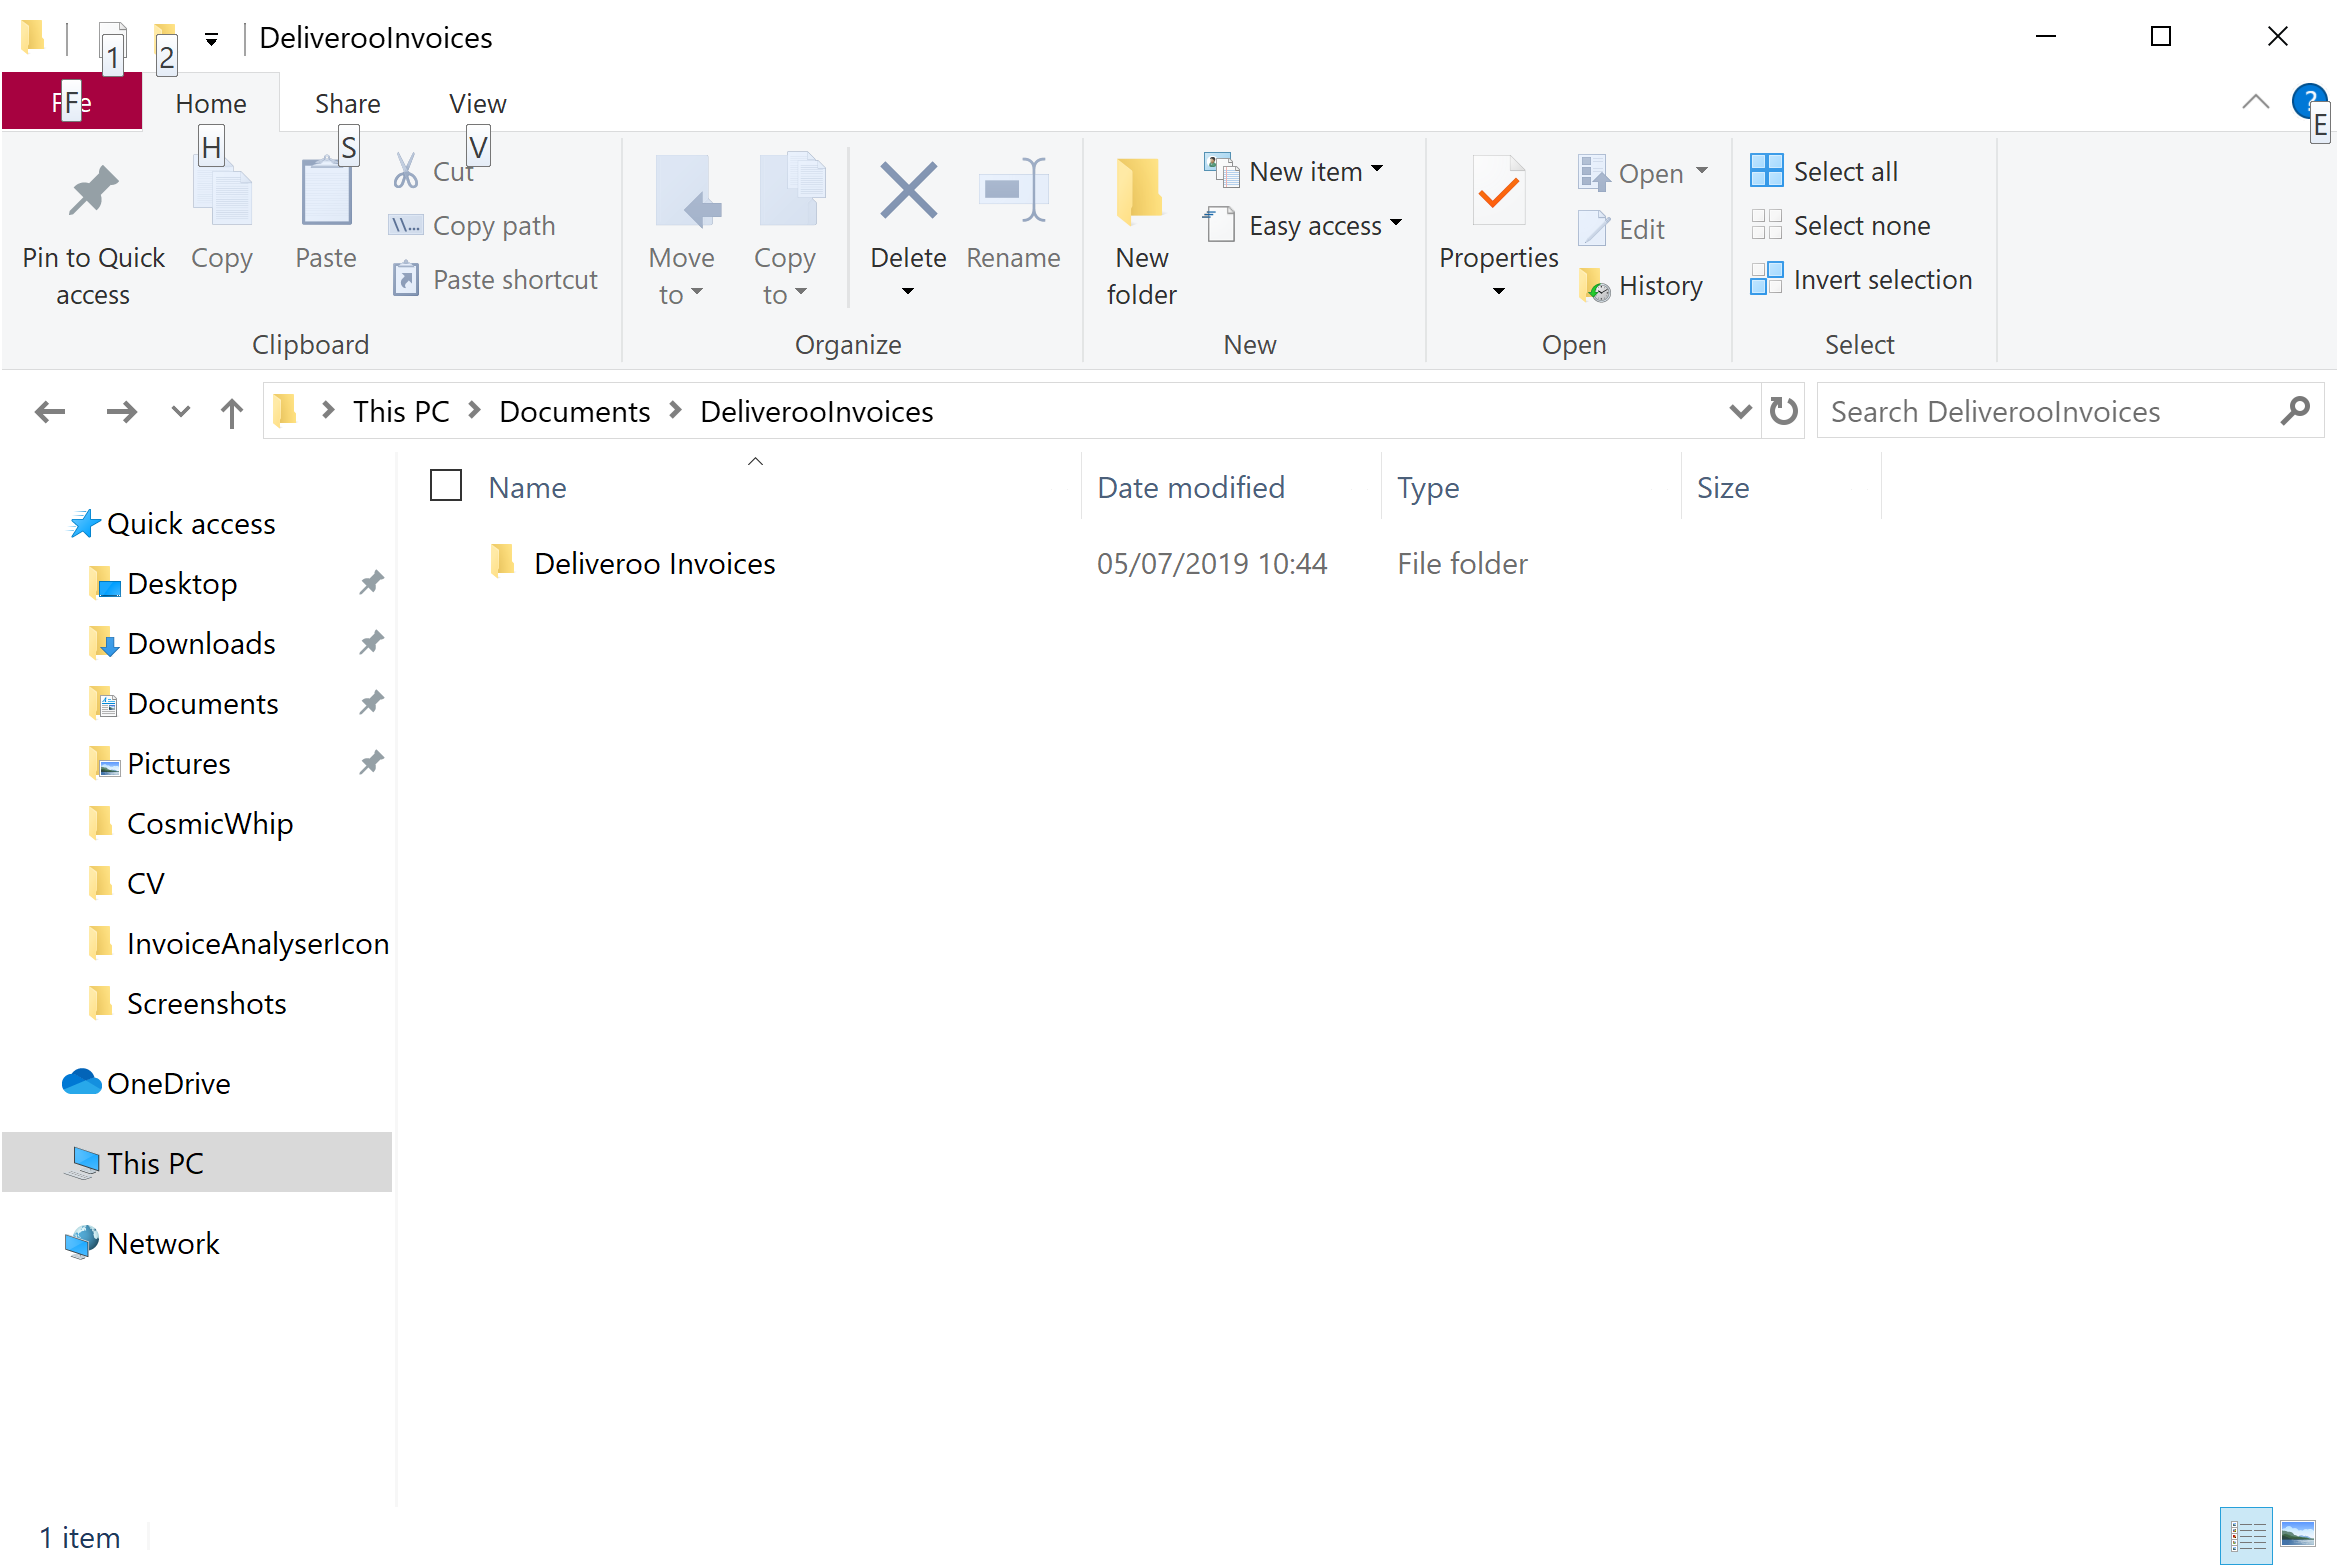 DeliverooInvoices
1
2
File
Home
Share
View
F
H
S
V
E
?
Pin to Quick
access
Copy
Paste
Cut
Copy path
Paste shortcut
Clipboard
Move
to
Copy
to
Delete
Rename
Organize
New
folder
New item
Easy access
New
Properties
Open
Edit
History
Open
Select all
Select none
Invert selection
Select
This PC
Documents
DeliverooInvoices
Search DeliverooInvoices
Name
Date modified
Type
Size
Deliveroo Invoices
05/07/2019 10:44
File folder
Quick access
Desktop
Downloads
Documents
Pictures
CosmicWhip
CV
InvoiceAnalyserIcon
Screenshots
OneDrive
This PC
Network
1 item